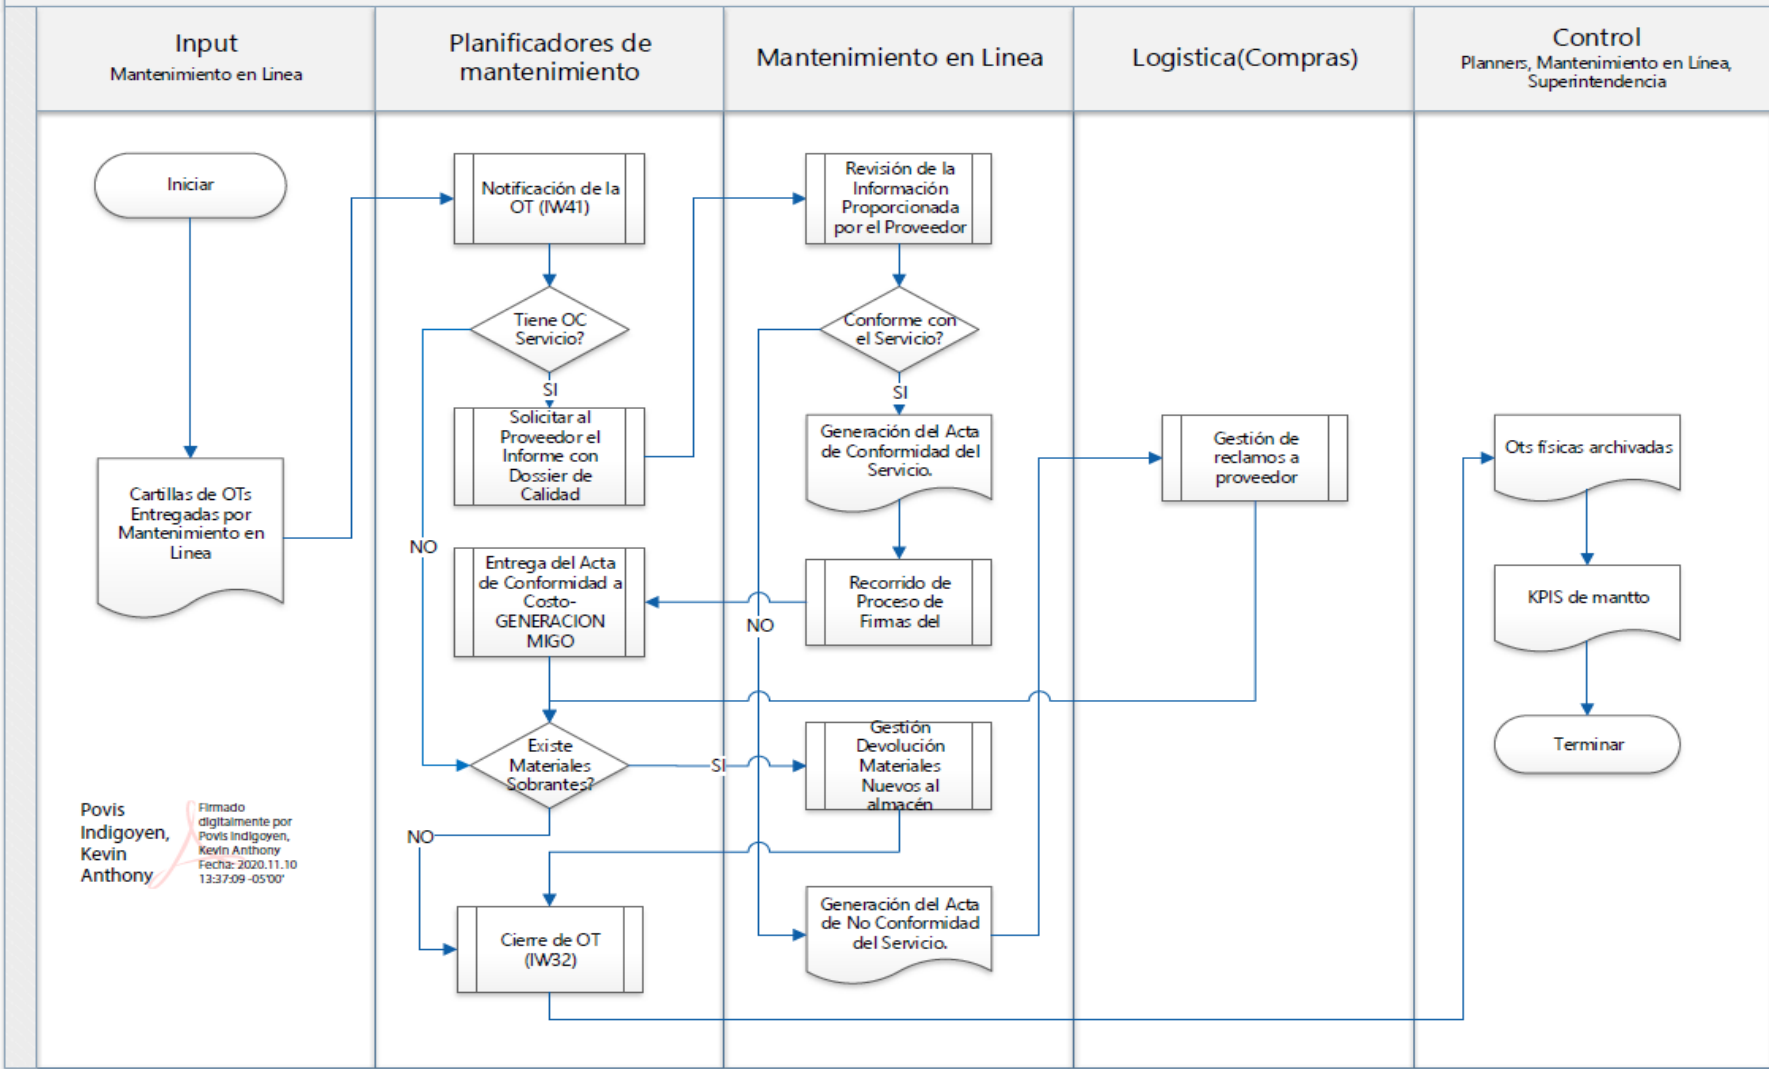 Input
Mantenimiento en Linea
Planificadores de
mantenimiento
Mantenimiento en Linea
Logistica(Compras)
Control
Planners, Mantenimiento en Línea,
Superintendencia
Iniciar
Cartillas de OTs
Entregadas por
Mantenimiento en
Linea
Povis
Indigoyen,
Kevin
Anthony
Firmado
digitalmente por
Povis Indigoyen,
Kevin Anthony
Fecha: 2020.11.10
13:37:09 -05'00'
Notificación de la
OT (IW41)
Tiene OC
Servicio?
SI
Solicitar al
Proveedor el
Informe con
Dossier de
Calidad
NO
Entrega del Acta
de Conformidad a
Costo-
GENERACION
MIGO
Existe
Materiales
Sobrantes?
SI
NO
Cierre de OT
(IW32)
Revisión de la
Información
Proporcionada
por el Proveedor
Conforme con
el Servicio?
SI
Generación del Acta
de Conformidad del
Servicio.
Recorrido de
Proceso de
Firmas del
NO
Gestión
Devolución
Materiales
Nuevos al
almacén
Generación del Acta
de No Conformidad
del Servicio.
Gestión de
reclamos a
proveedor
Ots físicas archivadas
KPIS de mantto
Terminar